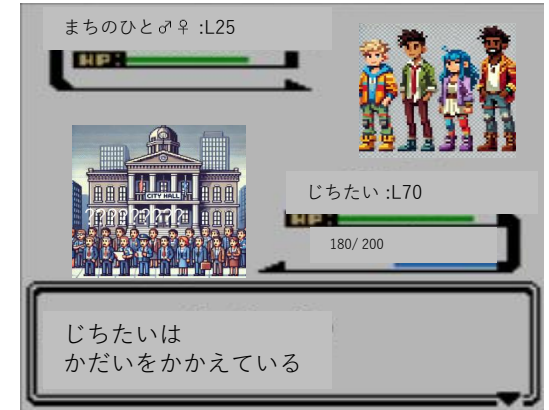 まちのひと♂♀ :L25
HP:
CITY HALL
じちたい :L70
HP:
180/ 200
じちたいは
かだいをかかえている